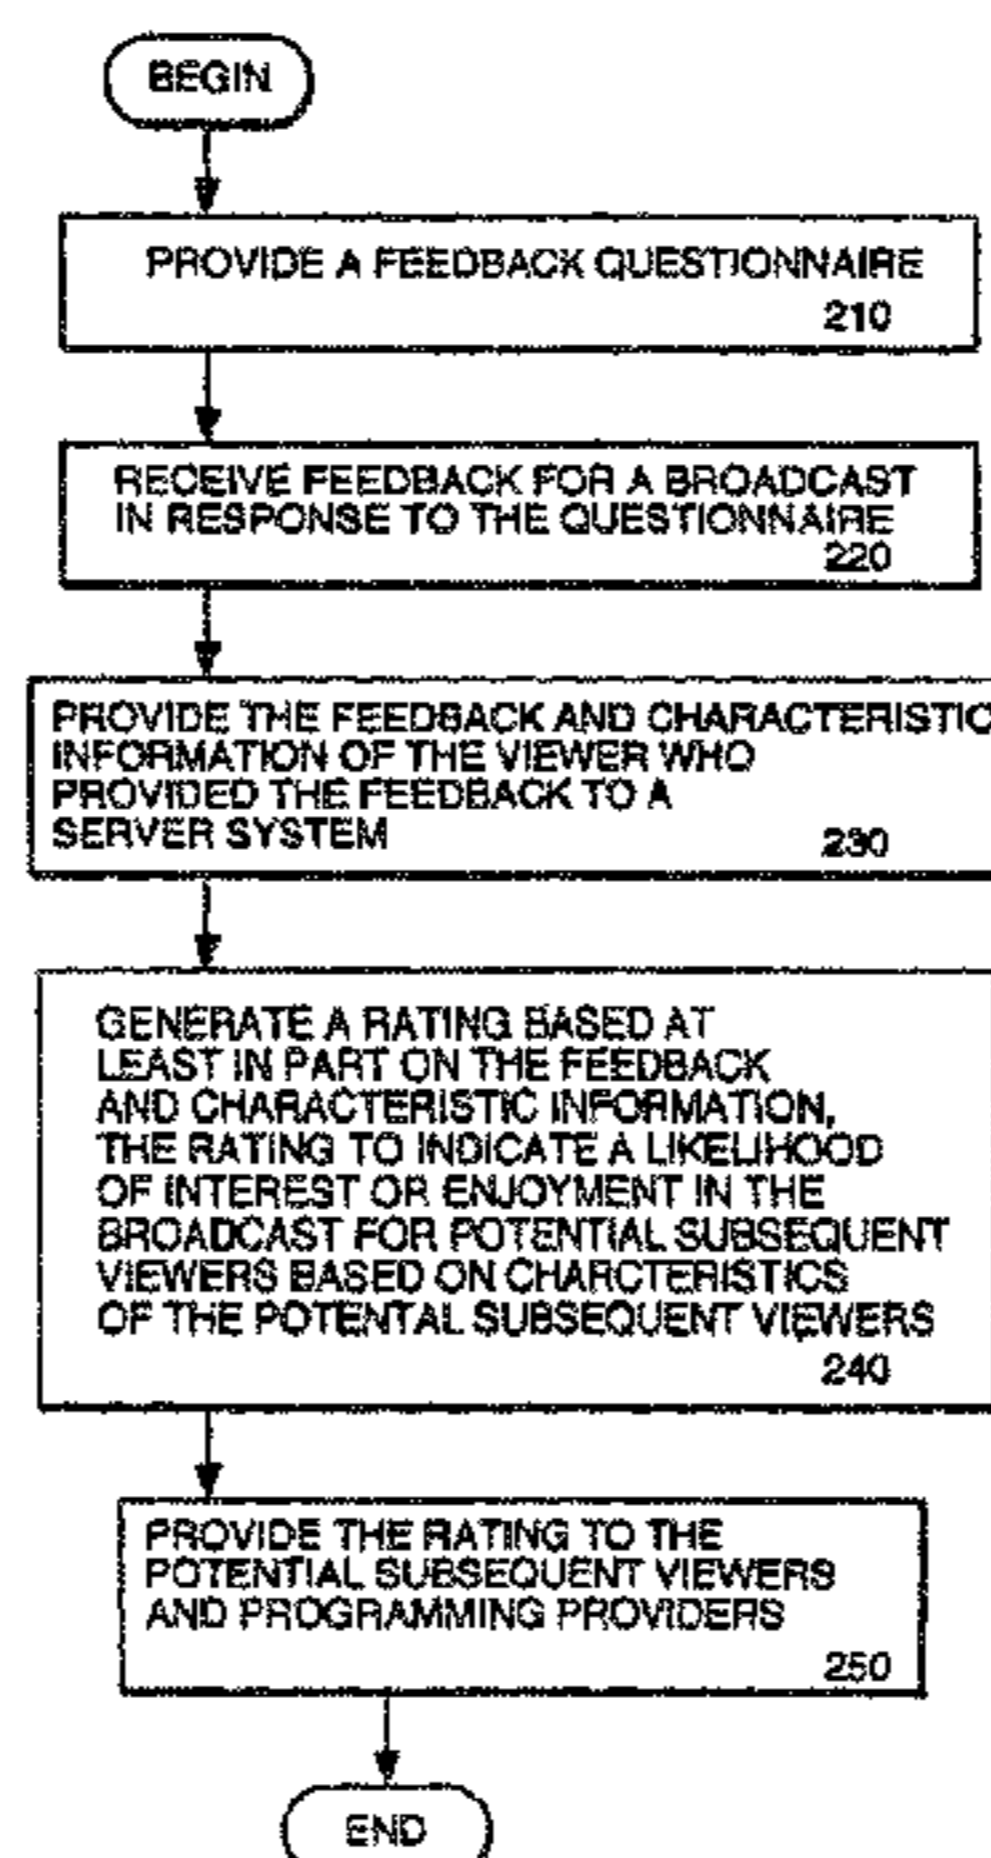 BEGIN
PROVIDE A FEEDBACK QUESTIONNAIRE
210
RECEIVE FEEDBACK FOR A BROADCAST
IN RESPONSE TO THE QUESTIONNAIRE
220
PROVIDE THE FEEDBACK AND CHARACTERISTIC
INFORMATION OF THE VIEWER WHO
PROVIDED THE FEEDBACK TO A
SERVER SYSTEM
230
GENERATE A RATING BASED AT
LEAST IN PART ON THE FEEDBACK
AND CHARACTERISTIC INFORMATION,
THE RATING TO INDICATE A LIKELIHOOD
OF INTEREST OR ENJOYMENT IN THE
BROADCAST FOR POTENTIAL SUBSEQUENT
VIEWERS BASED ON CHARCTERISTICS
OF THE POTENTAL SUBSEQUENT VIEWERS
240
PROVIDE THE RATING TO THE
POTENTIAL SUBSEQUENT VIEWERS
AND PROGRAMMING PROVIDERS
250
END